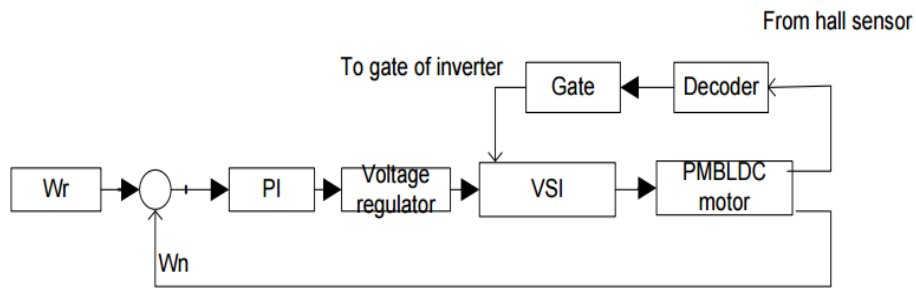 From hall sensor
To gate of inverter
Gate
Decoder
Wr
PI
Voltage
regulator
VSI
PMBLDC
motor
Wn